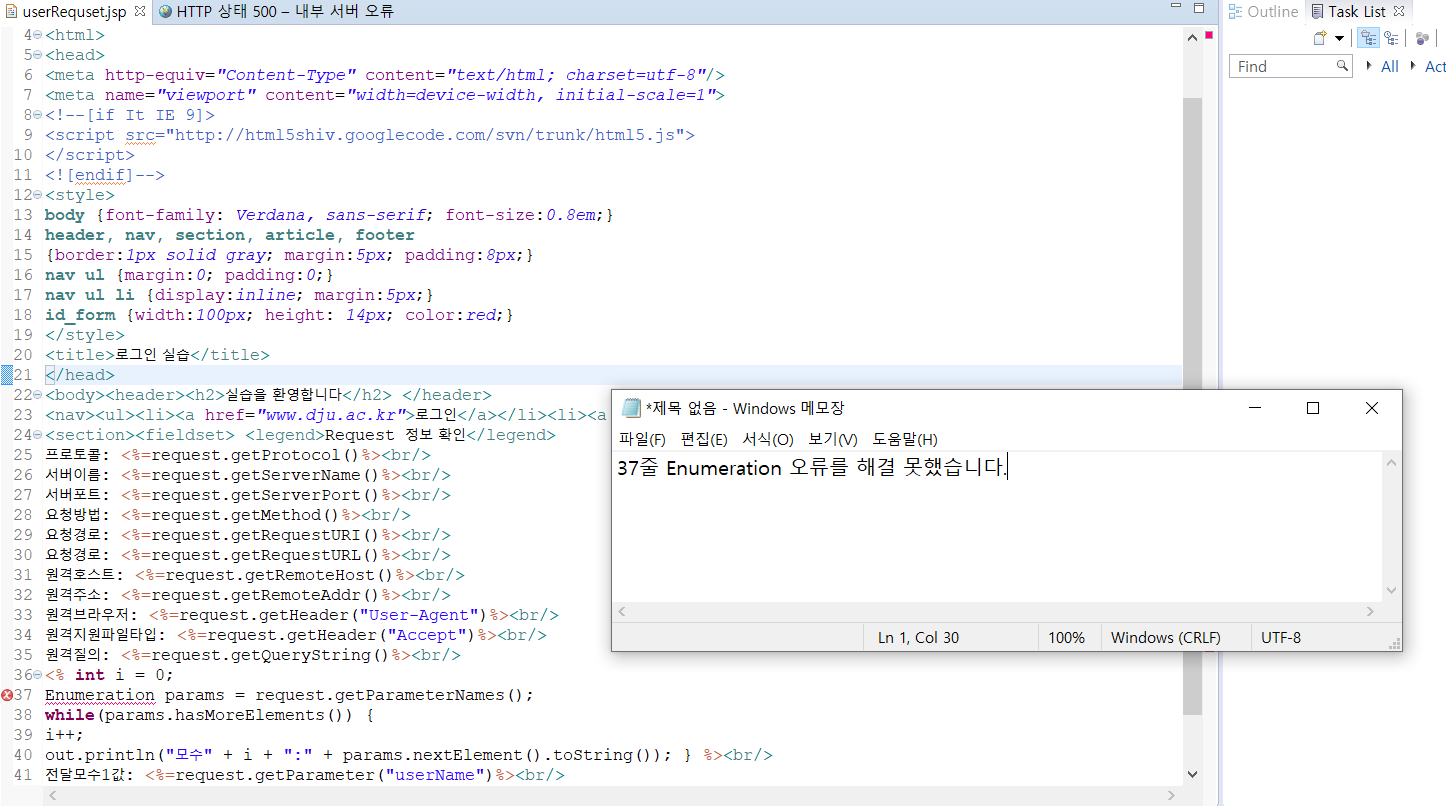 userRequset.jsp
HTTP 상태 500 – 내부 서버 오류
Outline
Task List
Find
All
Act
4 <html>
5 <head>
6 <meta http-equiv="Content-Type" content="text/html; charset=utf-8"/>
7 <meta name="viewport" content="width=device-width, initial-scale=1">
8 <!--[if It IE 9]>
9 <script src="http://html5shiv.googlecode.com/svn/trunk/html5.js">
10 </script>
11 <![endif]-->
12 <style>
13 body {font-family: Verdana, sans-serif; font-size:0.8em;}
14 header, nav, section, article, footer
15 {border:1px solid gray; margin:5px; padding:8px;}
16 nav ul {margin:0; padding:0;}
17 nav ul li {display:inline; margin:5px;}
18 id_form {width:100px; height: 14px; color:red;}
19 </style>
20 <title>로그인 실습</title>
21 </head>
22 <body><header><h2>실습을 환영합니다</h2> </header>
23 <nav><ul><li><a href="www.dju.ac.kr">로그인</a></li><li><a
24 <section><fieldset> <legend>Request 정보 확인</legend>
25 프로토콜: <%=request.getProtocol()%><br/>
26 서버이름: <%=request.getServerName()%><br/>
27 서버포트: <%=request.getServerPort()%><br/>
28 요청방법: <%=request.getMethod()%><br/>
29 요청경로: <%=request.getRequestURI()%><br/>
30 요청경로: <%=request.getRequestURL()%><br/>
31 원격호스트: <%=request.getRemoteHost()%><br/>
32 원격주소: <%=request.getRemoteAddr()%><br/>
33 원격브라우저: <%=request.getHeader("User-Agent")%><br/>
34 원격지원파일타입: <%=request.getHeader("Accept")%><br/>
35 원격질의: <%=request.getQueryString()%><br/>
36 <% int i = 0;
37 Enumeration params = request.getParameterNames();
38 while(params.hasMoreElements()) {
39 i++;
40 out.println("모수" + i + ":" + params.nextElement().toString()); } %><br/>
41 전달모수1값: <%=request.getParameter("userName")%><br/>
*제목 없음 - Windows 메모장
파일(F) 편집(E) 서식(O) 보기(V) 도움말(H)
37줄 Enumeration 오류를 해결 못했습니다.
Ln 1, Col 30 100% Windows (CRLF) UTF-8